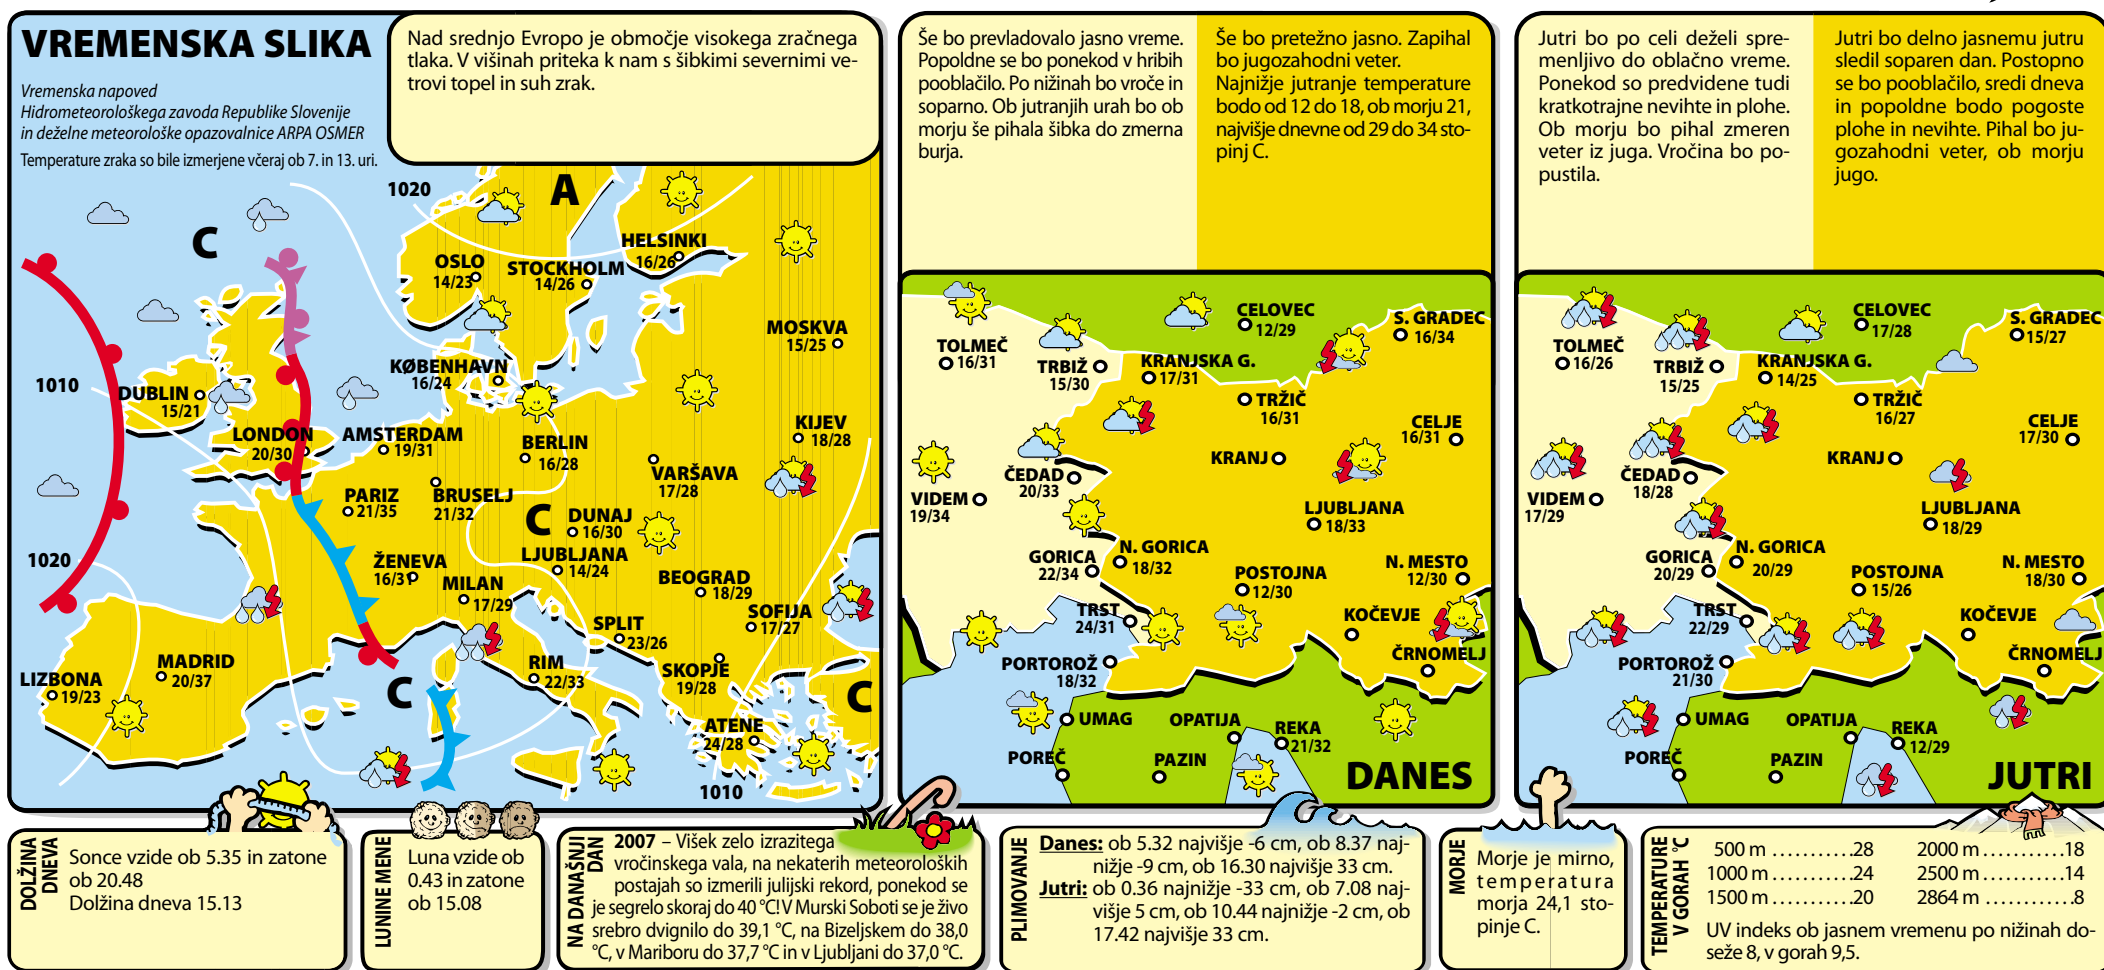 VREMENSKA SLIKA
Vremenska napoved
Hidrometeorološkega zavoda Republike Slovenije
in deželne meteorološke opazovalnice ARPA OSMER
Temperature zraka so bile izmerjene včeraj ob 7. in 13. uri.
Nad srednjo Evropo je območje visokega zračnega
tlaka. V višinah priteka k nam s šibkimi severnimi ve-
trovi topel in suh zrak.
1020
A
C
HELSINKI
16/26
OSLO
14/23
STOCKHOLM
14/26
MOSKVA
15/25
KØBENHAVN
16/24
1010
DUBLIN
15/21
LONDON
20/30
AMSTERDAM
19/31
BERLIN
16/28
KIJEV
18/28
VARŠAVA
17/28
PARIZ
21/35
BRUSELJ
21/32
C
DUNAJ
16/30
1020
ŽENEVA
16/31
LJUBLJANA
14/24
MILAN
17/29
BEOGRAD
18/29
SOFIJA
17/27
SPLIT
23/26
MADRID
20/37
LIZBONA
19/23
RIM
22/33
SKOPJE
19/28
C
C
ATENE
24/28
1010
Še bo prevladovalo jasno vreme.
Popoldne se bo ponekod v hribih
pooblačilo. Po nižinah bo vroče in
soparno. Ob jutranjih urah bo ob
morju še pihala šibka do zmerna
burja.
Še bo pretežno jasno. Zapihal
bo jugozahodni veter.
Najnižje jutranje temperature
bodo od 12 do 18, ob morju 21,
najvišje dnevne od 29 do 34 sto-
pinj C.
CELOVEC
12/29
S. GRADEC
16/34
TOLMEČ
16/31
TRBIŽ
15/30
KRANJSKA G.
17/31
TRŽIČ
16/31
CELJE
16/31
KRANJ
ČEDAD
20/33
VIDEM
19/34
LJUBLJANA
18/33
GORICA
22/34
N. GORICA
18/32
POSTOJNA
12/30
N. MESTO
12/30
TRST
24/31
KOČEVJE
PORTOROŽ
18/32
ČRNOMELJ
UMAG
OPATIJA
REKA
21/32
POREČ
PAZIN
DANES
Jutri bo po celi deželi spre-
menljivo do oblačno vreme.
Ponekod so predvidene tudi
kratkotrajne nevihte in plohe.
Ob morju bo pihal zmeren
veter iz juga. Vročina bo po-
pustila.
Jutri bo delno jasnemu jutru
sledil soparen dan. Postopno
se bo pooblačilo, sredi dneva
in popoldne bodo pogoste
plohe in nevihte. Pihal bo ju-
gozahodni veter, ob morju
jugo.
CELOVEC
17/28
S. GRADEC
15/27
TOLMEČ
16/26
TRBIŽ
15/25
KRANJSKA G.
14/25
TRŽIČ
16/27
CELJE
17/30
KRANJ
ČEDAD
18/28
VIDEM
17/29
LJUBLJANA
18/29
GORICA
20/29
N. GORICA
20/29
POSTOJNA
15/26
N. MESTO
18/30
TRST
22/29
KOČEVJE
PORTOROŽ
21/30
ČRNOMELJ
UMAG
OPATIJA
REKA
12/29
POREČ
PAZIN
JUTRI
DOLŽINA
DNEVA
Sonce vzide ob 5.35 in zatone
ob 20.48
Dolžina dneva 15.13
LUNINE MENE
Luna vzide ob
0.43 in zatone
ob 15.08
NA DANAŠNJI
DAN
2007 – Višek zelo izrazitega
vročinskega vala, na nekaterih meteoroloških
postajah so izmerili julijski rekord, ponekod se
je segrelo skoraj do 40 °C! V Murski Soboti se je živo
srebro dvignilo do 39,1 °C, na Bizeljskem do 38,0
°C, v Mariboru do 37,7 °C in v Ljubljani do 37,0 °C.
PLIMOVANJE
Danes: ob 5.32 najvišje -6 cm, ob 8.37 naj-
nižje -9 cm, ob 16.30 najvišje 33 cm.
Jutri: ob 0.36 najnižje -33 cm, ob 7.08 naj-
višje 5 cm, ob 10.44 najnižje -2 cm, ob
17.42 najvišje 33 cm.
MORJE
Morje je mirno,
temperatura
morja 24,1 sto-
pinje C.
TEMPERATURE
V GORAH °C
500 m ...........28
1000 m ...........24
1500 m ...........20
2000 m ...........18
2500 m ...........14
2864 m .............8
UV indeks ob jasnem vremenu po nižinah do-
seže 8, v gorah 9,5.